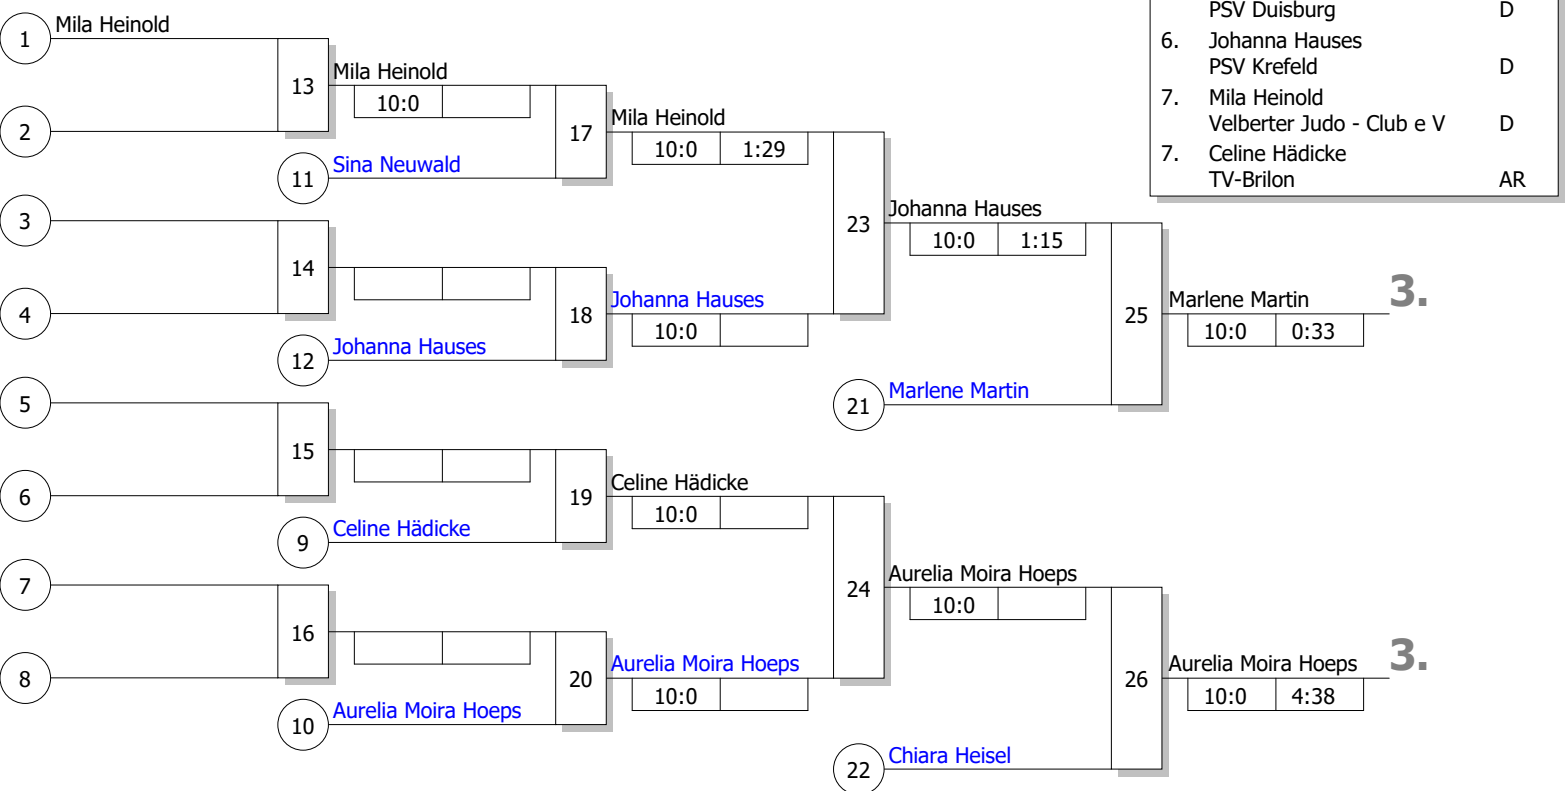 1 Mila Heinold
2
13 Mila Heinold
10:0
11 Sina Neuwald
17 Mila Heinold
10:0 1:29
3
4
14
12 Johanna Hauses
18 Johanna Hauses
10:0
23 Johanna Hauses
10:0 1:15
21 Marlene Martin
25 Marlene Martin 3.
10:0 0:33
5
6
15
9 Celine Hädicke
19 Celine Hädicke
10:0
7
8
16
10 Aurelia Moira Hoeps
20 Aurelia Moira Hoeps
10:0
24 Aurelia Moira Hoeps
10:0
22 Chiara Heisel
26 Aurelia Moira Hoeps 3.
10:0 4:38
PSV Duisburg D
6. Johanna Hauses
PSV Krefeld D
7. Mila Heinold
Velberter Judo - Club e V D
7. Celine Hädicke
TV-Brilon AR